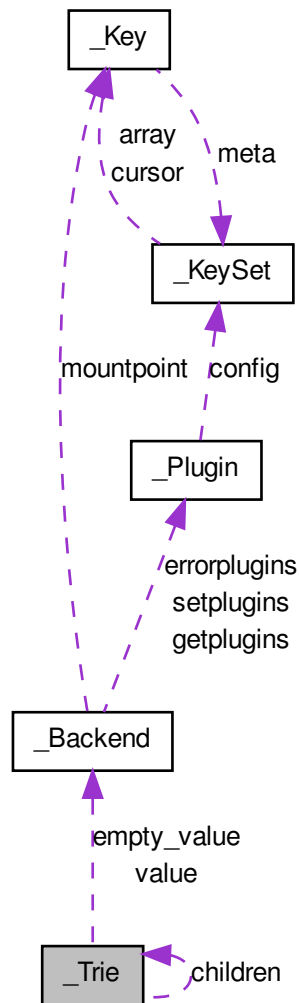 _Key
array
cursor
meta
_KeySet
mountpoint
config
_Plugin
errorplugins
setplugins
getplugins
_Backend
empty_value
value
_Trie
children